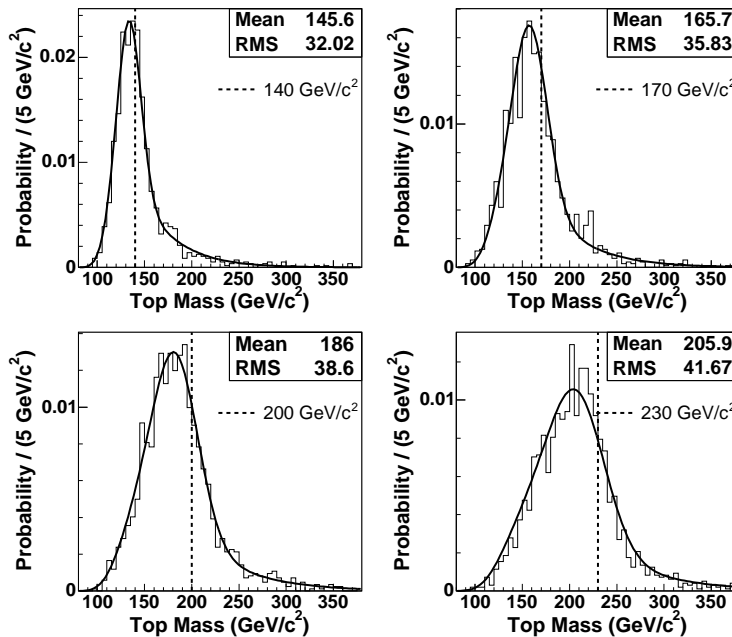 Mean 145.6
RMS 32.02
140 GeV/c²
0.02
0.01
0
Probability / (5 GeV/c²)
100 150 200 250 300 350
Top Mass (GeV/c²)
Mean 165.7
RMS 35.83
170 GeV/c²
0.01
0
Probability / (5 GeV/c²)
100 150 200 250 300 350
Top Mass (GeV/c²)
Mean 186
RMS 38.6
200 GeV/c²
0.01
0
Probability / (5 GeV/c²)
100 150 200 250 300 350
Top Mass (GeV/c²)
Mean 205.9
RMS 41.67
230 GeV/c²
0.01
0
Probability / (5 GeV/c²)
100 150 200 250 300 350
Top Mass (GeV/c²)